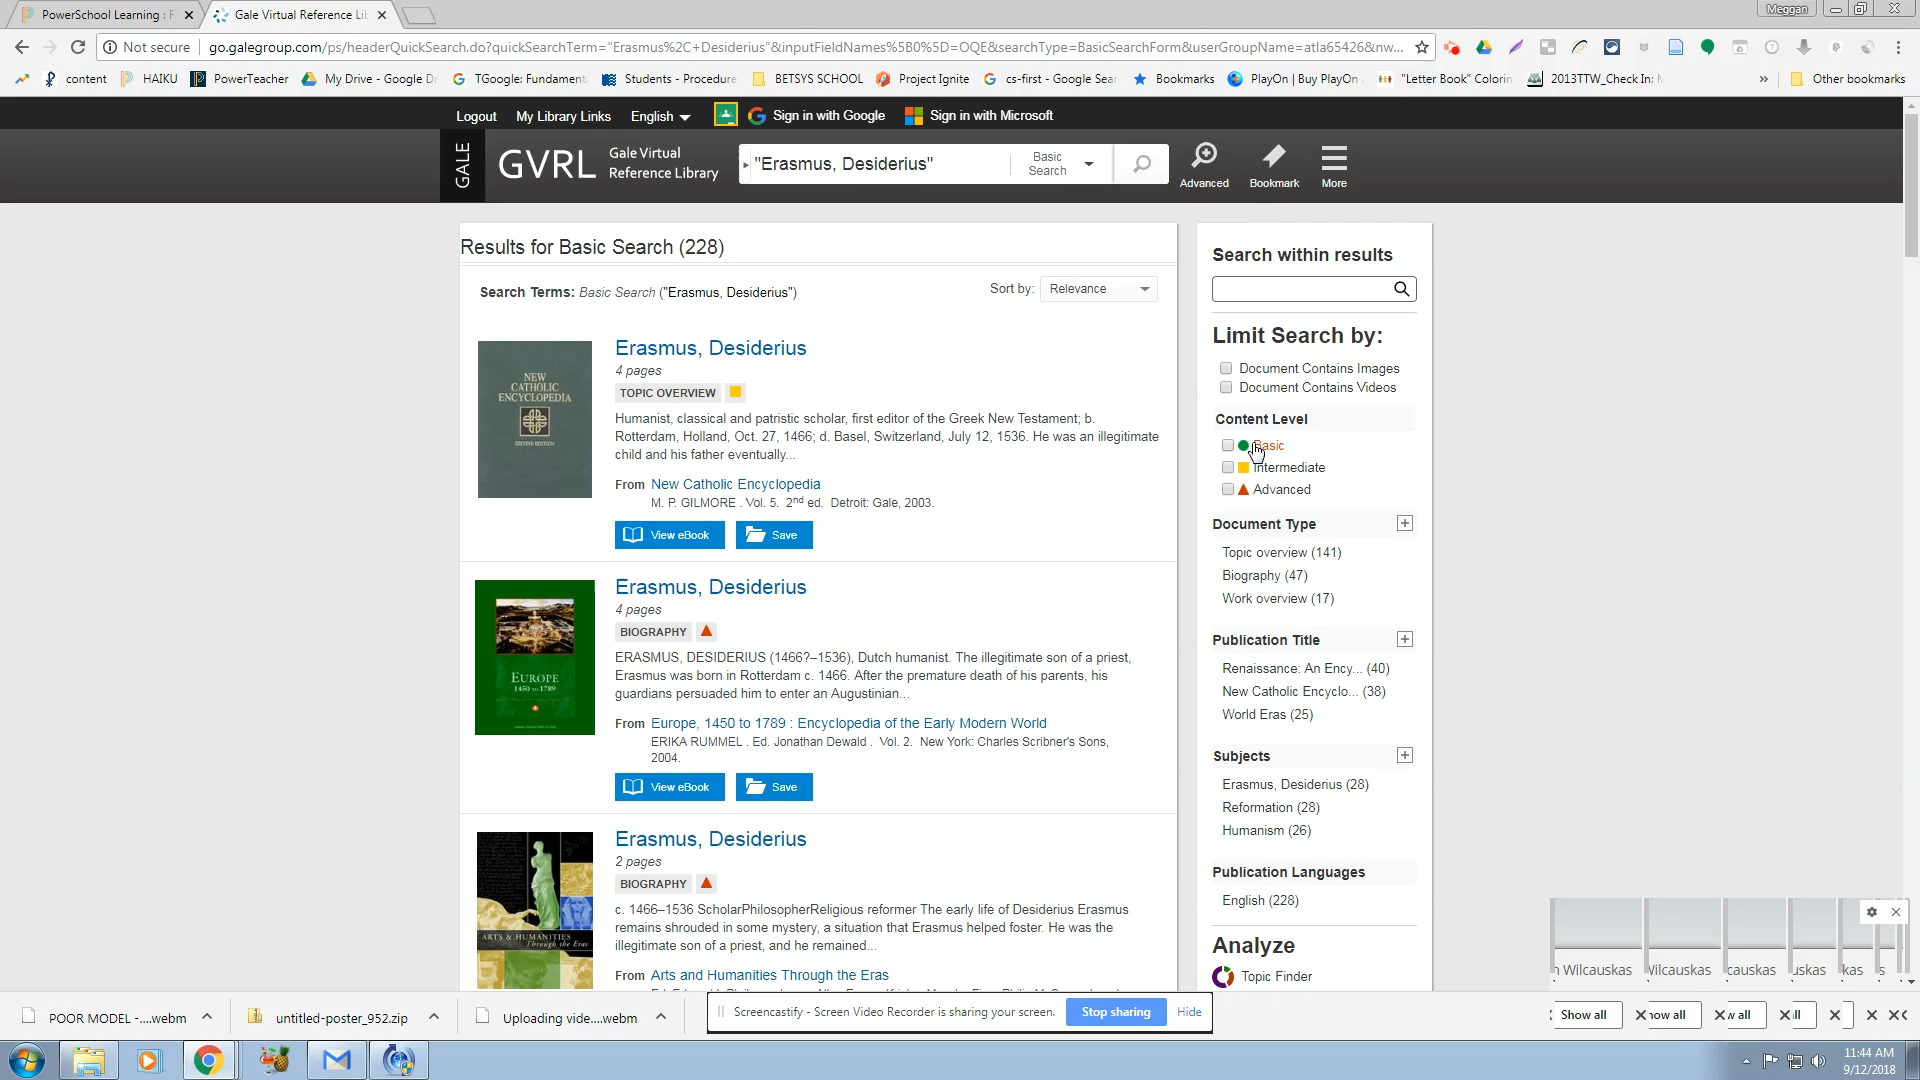 PowerSchool Learning : F
Gale Virtual Reference Lib
Meggan
Not secure
go.galegroup.com/ps/headerQuickSearch.do?quickSearchTerm="Erasmus%2C+Desiderius"&inputFieldNames%5B0%5D=OQE&searchType=BasicSearchForm&userGroupName=atla65426&nw...
content
HAIKU
PowerTeacher
My Drive - Google Dr
TGoogle: Fundament
Students - Procedure
BETSYS SCHOOL
Project Ignite
cs-first - Google Sear
Bookmarks
PlayOn | Buy PlayOn
"Letter Book" Colorin
2013TTW_Check In: M
»
Other bookmarks
Logout
My Library Links
English
Sign in with Google
Sign in with Microsoft
GALE
GVRL
Gale Virtual
Reference Library
"Erasmus, Desiderius"
Basic
Search
Advanced
Bookmark
More
Results for Basic Search (228)
Search Terms: Basic Search ("Erasmus, Desiderius")
Sort by:
Relevance
NEW
CATHOLIC
ENCYCLOPEDIA
SECOND EDITION
Erasmus, Desiderius
4 pages
TOPIC OVERVIEW
Humanist, classical and patristic scholar, first editor of the Greek New Testament; b.
Rotterdam, Holland, Oct. 27, 1466; d. Basel, Switzerland, July 12, 1536. He was an illegitimate
child and his father eventually...
From New Catholic Encyclopedia
M. P. GILMORE . Vol. 5. 2nd ed. Detroit: Gale, 2003.
View eBook
Save
EUROPE
1450 TO 1789
Erasmus, Desiderius
4 pages
BIOGRAPHY
ERASMUS, DESIDERIUS (1466?–1536), Dutch humanist. The illegitimate son of a priest,
Erasmus was born in Rotterdam c. 1466. After the premature death of his parents, his
guardians persuaded him to enter an Augustinian...
From Europe, 1450 to 1789 : Encyclopedia of the Early Modern World
ERIKA RUMMEL . Ed. Jonathan Dewald . Vol. 2. New York: Charles Scribner's Sons,
2004.
View eBook
Save
ARTS & HUMANITIES
Through the Eras
Erasmus, Desiderius
2 pages
BIOGRAPHY
c. 1466–1536 ScholarPhilosopherReligious reformer The early life of Desiderius Erasmus
remains shrouded in some mystery, a situation that Erasmus helped foster. He was the
illegitimate son of a priest, and he remained...
From Arts and Humanities Through the Eras
Search within results
Limit Search by:
Document Contains Images
Document Contains Videos
Content Level
Basic
Intermediate
Advanced
Document Type
Topic overview (141)
Biography (47)
Work overview (17)
Publication Title
Renaissance: An Ency... (40)
New Catholic Encyclo... (38)
World Eras (25)
Subjects
Erasmus, Desiderius (28)
Reformation (28)
Humanism (26)
Publication Languages
English (228)
Analyze
Topic Finder
n Wilcauskas
Vilcauskas
causkas
uskas
kas
s
POOR MODEL -....webm
untitled-poster_952.zip
Uploading vide....webm
Screencastify - Screen Video Recorder is sharing your screen.
Stop sharing
Hide
Show all
now all
w all
all
11:44 AM
9/12/2018